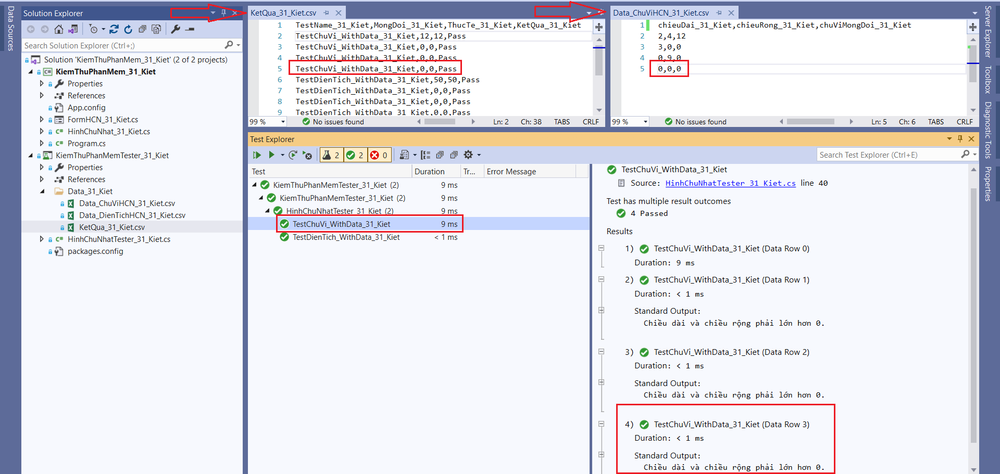 Data Sources
Solution Explorer
Search Solution Explorer (Ctrl+;)
Solution 'KiemThuPhanMem_31_Kiet' (2 of 2 projects)
KiemThuPhanMem_31_Kiet
Properties
References
App.config
FormHCN_31_Kiet.cs
HinhChuNhat_31_Kiet.cs
Program.cs
KiemThuPhanMemTester_31_Kiet
Properties
References
Data_31_Kiet
Data_ChuViHCN_31_Kiet.csv
Data_DienTichHCN_31_Kiet.csv
KetQua_31_Kiet.csv
HinhChuNhatTester_31_Kiet.cs
packages.config
KetQua_31_Kiet.csv
1 TestName_31_Kiet,MongDoi_31_Kiet,ThucTe_31_Kiet,KetQua_31_Kiet
2 TestChuVi_WithData_31_Kiet,12,12,Pass
3 TestChuVi_WithData_31_Kiet,0,0,Pass
4 TestChuVi_WithData_31_Kiet,0,0,Pass
5 TestChuVi_WithData_31_Kiet,0,0,Pass
6 TestDienTich_WithData_31_Kiet,50,50,Pass
7 TestDienTich_WithData_31_Kiet,0,0,Pass
8 TestDienTich_WithData_31_Kiet,0,0,Pass
9 TestDienTich_WithData_31_Kiet,0,0,Pass
99 % No issues found Ln: 2 Ch: 38 TABS CRLF
Data_ChuViHCN_31_Kiet.csv
1 chieuDai_31_Kiet,chieuRong_31_Kiet,chuViMongDoi_31_Kiet
2 2,4,12
3 3,0,0
4 0,9,0
5 0,0,0
99 % No issues found Ln: 5 Ch: 6 TABS CRLF
Test Explorer
2 2 0
Search Test Explorer (Ctrl+E)
Test Duration Tr... Error Message
KiemThuPhanMemTester_31_Kiet (2) 9 ms
KiemThuPhanMemTester_31_Kiet (2) 9 ms
HinhChuNhatTester_31_Kiet (2) 9 ms
TestChuVi_WithData_31_Kiet 9 ms
TestDienTich_WithData_31_Kiet < 1 ms
TestChuVi_WithData_31_Kiet
Source: HinhChuNhatTester_31_Kiet.cs line 40
Test has multiple result outcomes
4 Passed
Results
1) TestChuVi_WithData_31_Kiet (Data Row 0)
Duration: 9 ms
2) TestChuVi_WithData_31_Kiet (Data Row 1)
Duration: < 1 ms
Standard Output:
Chiều dài và chiều rộng phải lớn hơn 0.
3) TestChuVi_WithData_31_Kiet (Data Row 2)
Duration: < 1 ms
Standard Output:
Chiều dài và chiều rộng phải lớn hơn 0.
4) TestChuVi_WithData_31_Kiet (Data Row 3)
Duration: < 1 ms
Standard Output:
Chiều dài và chiều rộng phải lớn hơn 0.
Server Explorer
Toolbox
Diagnostic Tools
Properties